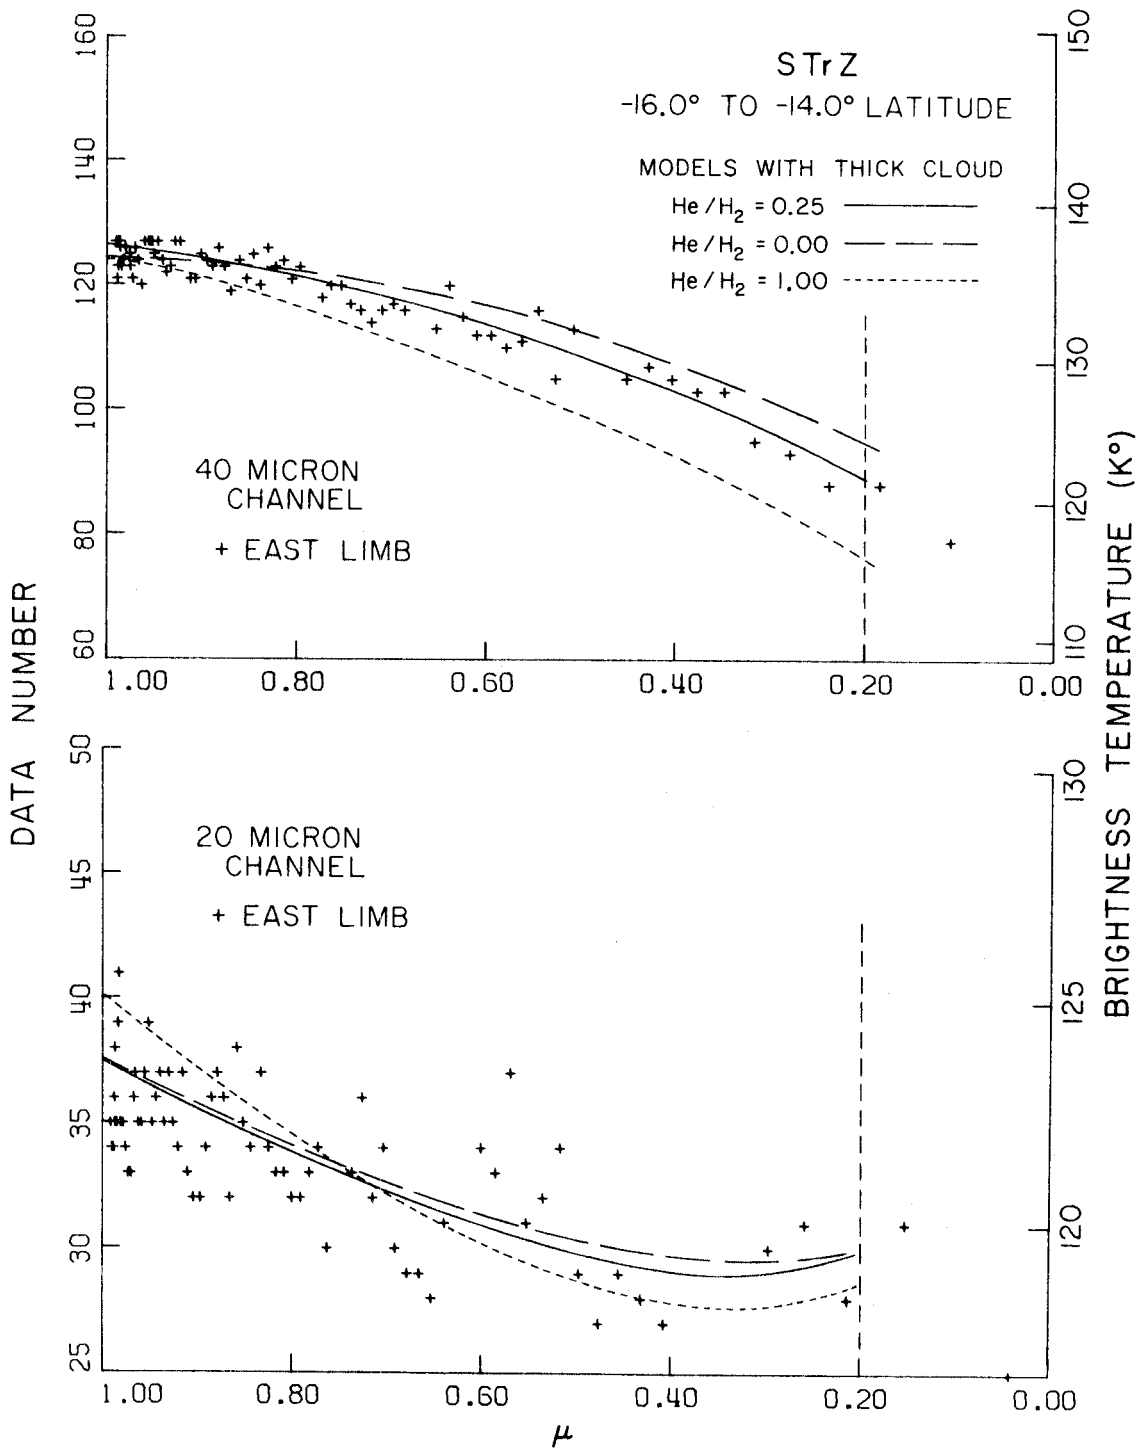 STrZ
-16.0° TO -14.0° LATITUDE
MODELS WITH THICK CLOUD
He/H2 = 0.25
He/H2 = 0.00
He/H2 = 1.00
160
140
120
100
80
60
150
140
130
120
110
40 MICRON
CHANNEL
+ EAST LIMB
1.00 0.80 0.60 0.40 0.20 0.00
DATA NUMBER
BRIGHTNESS TEMPERATURE (K°)
50
45
40
35
30
25
130
125
120
20 MICRON
CHANNEL
+ EAST LIMB
1.00 0.80 0.60 0.40 0.20 0.00
μ